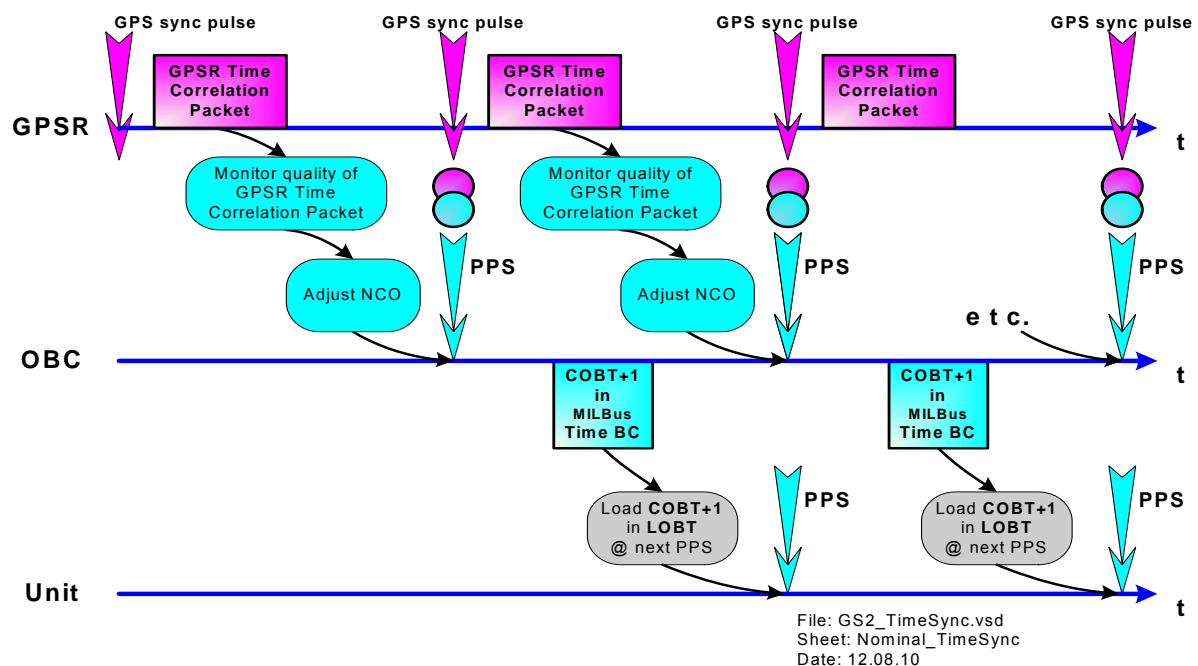 GPS sync pulse
GPS sync pulse
GPS sync pulse
GPS sync pulse
GPSR Time
Correlation
Packet
GPSR Time
Correlation
Packet
GPSR Time
Correlation
Packet
GPSR
t
Monitor quality of
GPSR Time
Correlation Packet
Monitor quality of
GPSR Time
Correlation Packet
Adjust NCO
PPS
Adjust NCO
PPS
PPS
e t c.
OBC
t
COBT+1
in
MILBus
Time BC
COBT+1
in
MILBus
Time BC
Load COBT+1
in LOBT
@ next PPS
PPS
Load COBT+1
in LOBT
@ next PPS
PPS
Unit
t
File: GS2_TimeSync.vsd
Sheet: Nominal_TimeSync
Date: 12.08.10